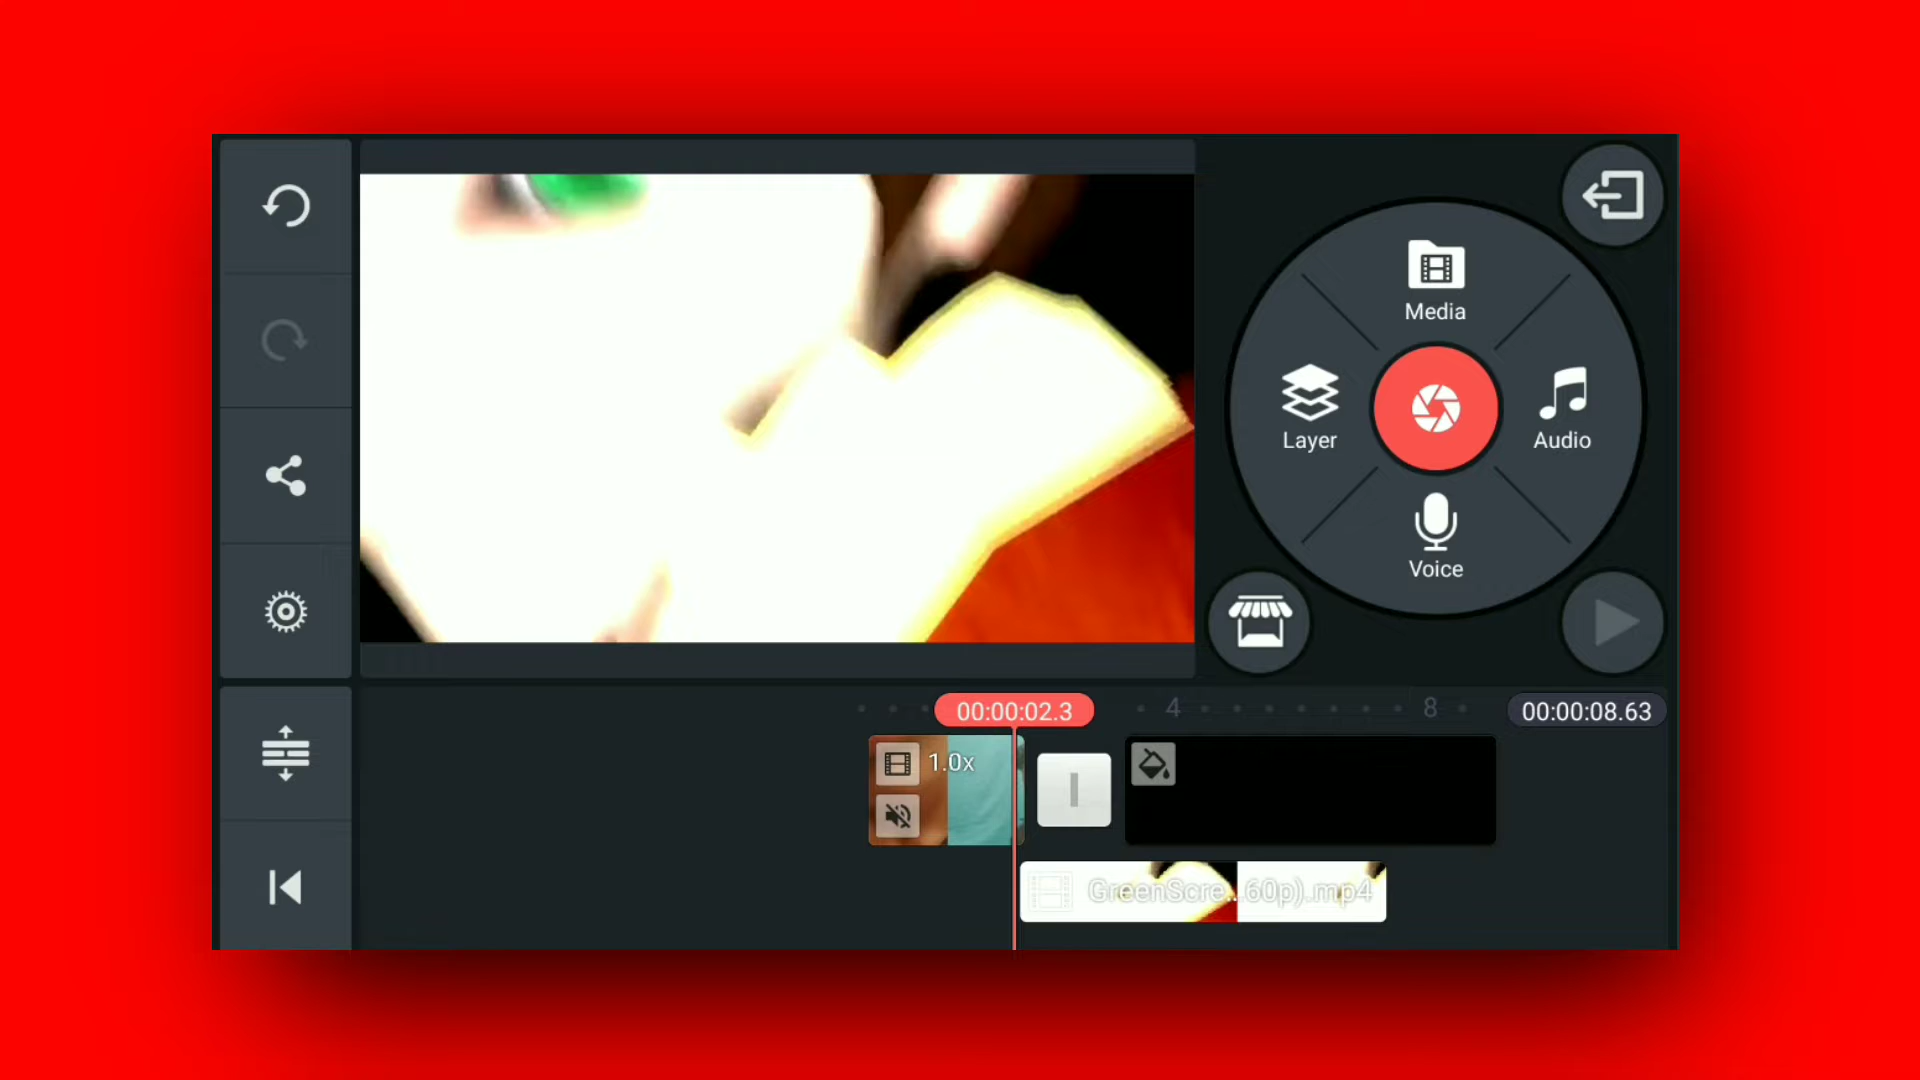 Media
Layer
Audio
Voice
00:00:02.3
4
8
00:00:08.63
1.0x
GreenScre..60p).mp4